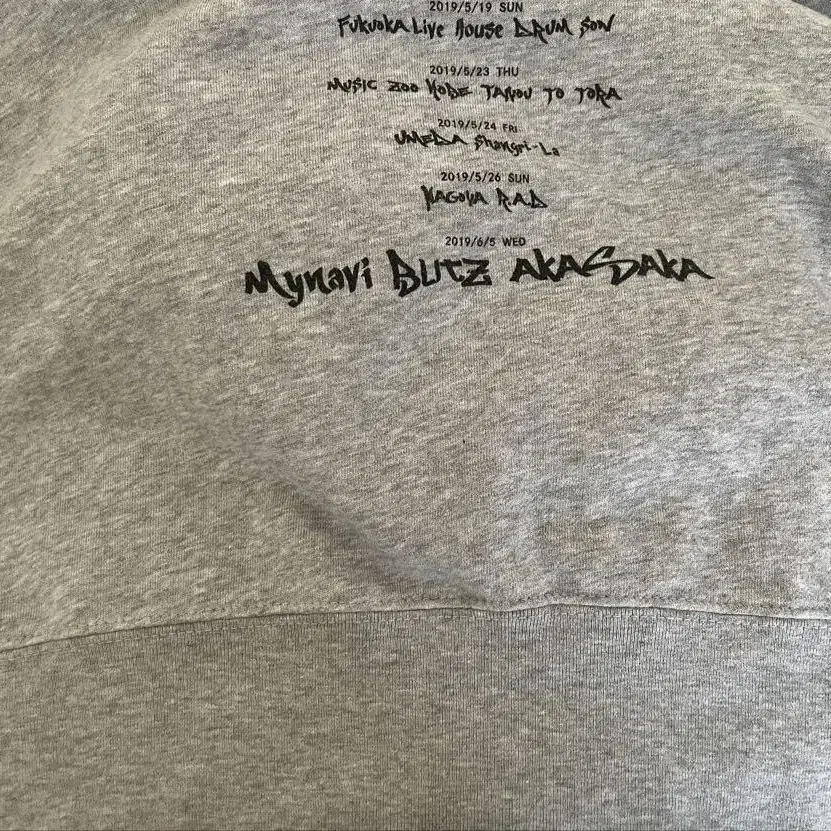 2019/5/19 SUN
Fukuoka Live House DRUM SON
2019/5/23 THU
MUSIC ZOO KOBE TAIYOU TO TORA
2019/5/24 FRI
UMEDA Shangri-La
2019/5/26 SUN
NAGOYA R.A.D
2019/6/5 WED
Mynavi BLITZ AKASAKA